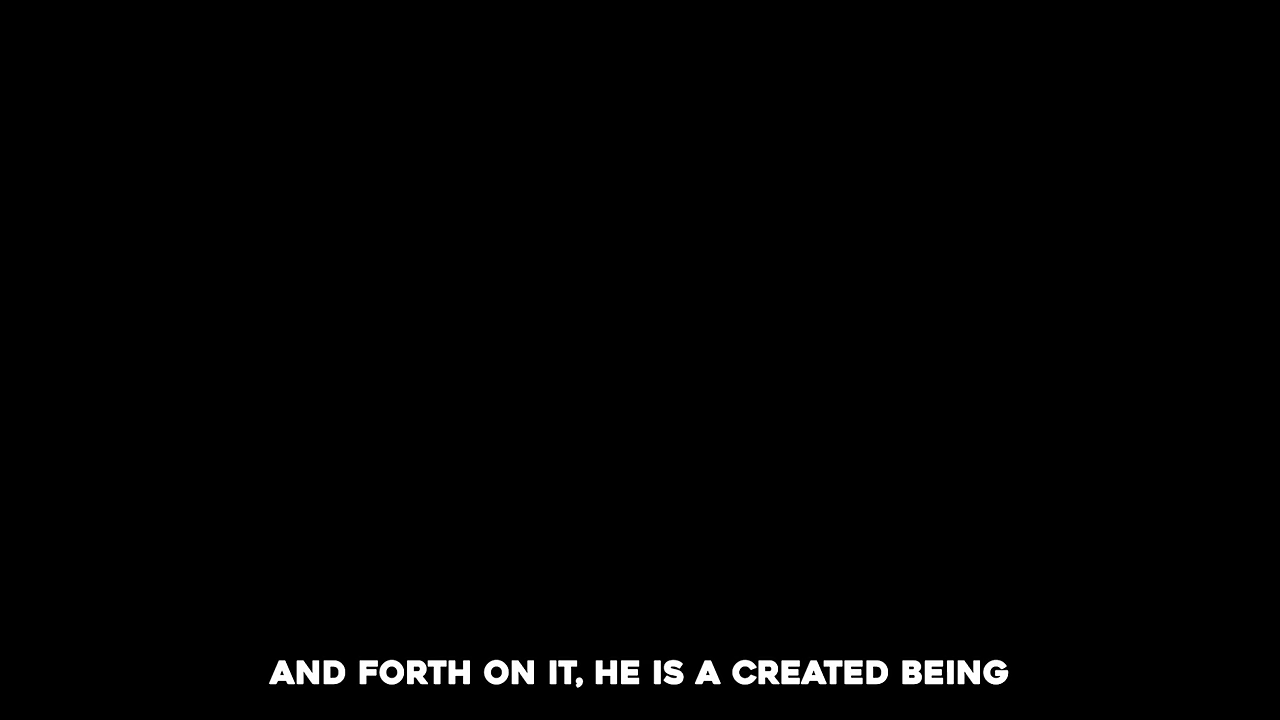 AND FORTH ON IT, HE IS A CREATED BEING